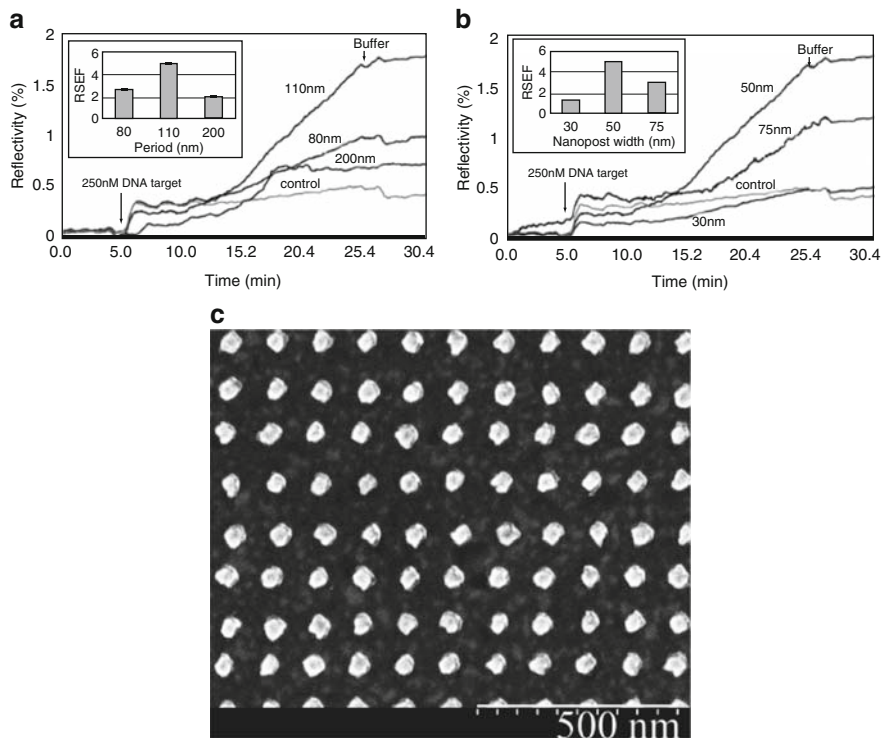 a
2
1.5
1
0.5
0
Reflectivity (%)
6
4
2
0
RSEF
80 110 200
Period (nm)
Buffer
110nm
80nm
200nm
control
250nM DNA target
0.0 5.0 10.0 15.2 20.4 25.4 30.4
Time (min)
b
2
1.5
1
0.5
0
Reflectivity (%)
6
4
2
0
RSEF
30 50 75
Nanopost width (nm)
Buffer
50nm
75nm
control
30nm
250nM DNA target
0.0 5.0 10.0 15.2 20.4 25.4 30.4
Time (min)
c
500 nm